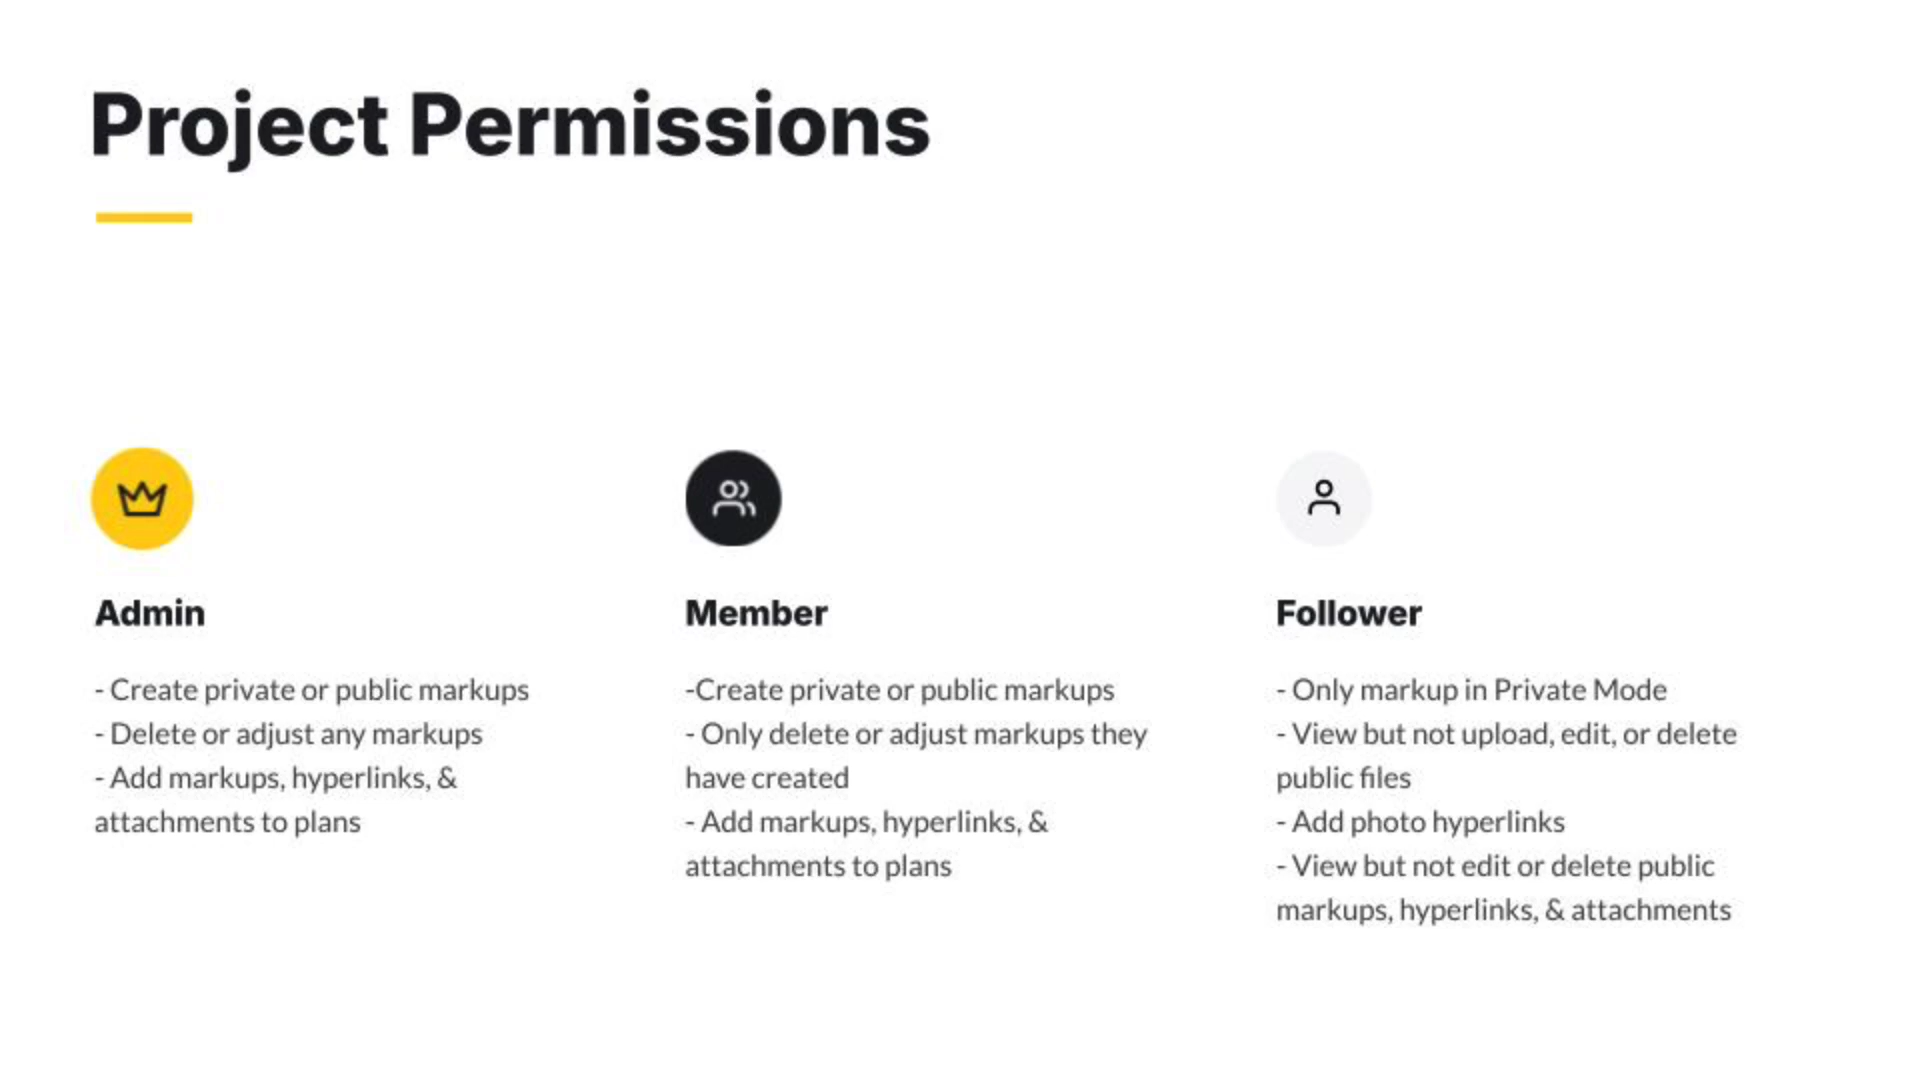 Project Permissions
Admin
- Create private or public markups
- Delete or adjust any markups
- Add markups, hyperlinks, &
attachments to plans
Member
-Create private or public markups
- Only delete or adjust markups they
have created
- Add markups, hyperlinks, &
attachments to plans
Follower
- Only markup in Private Mode
- View but not upload, edit, or delete
public files
- Add photo hyperlinks
- View but not edit or delete public
markups, hyperlinks, & attachments